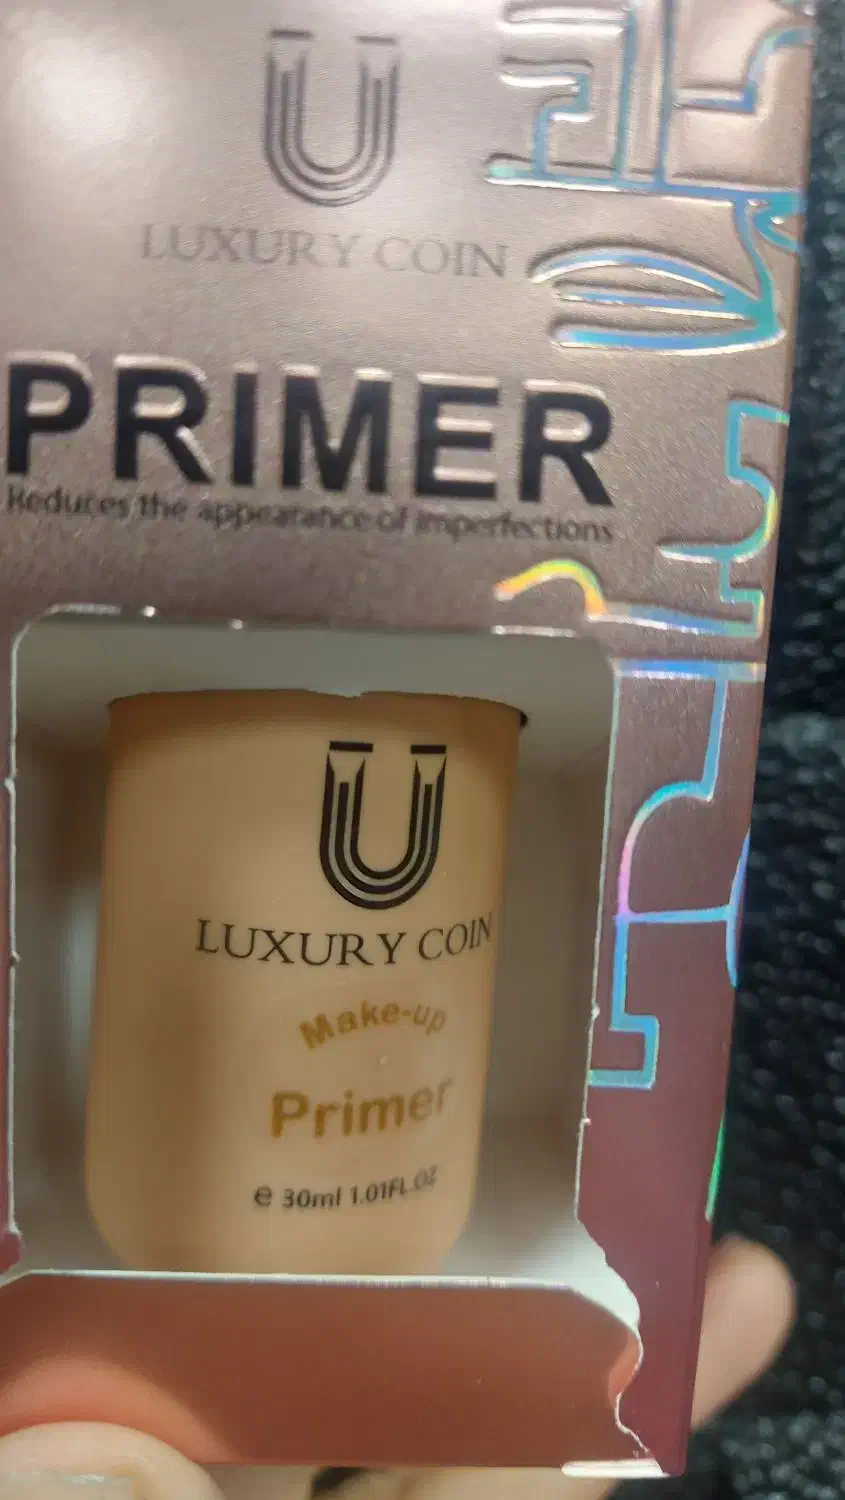 U
LUXURY COIN
PRIMER
Reduces the appearance of imperfections
U
LUXURY COIN
Make-up
Primer
e 30ml 1.01FL.OZ